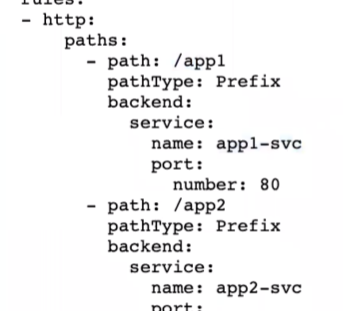 rules:
- http:
    paths:
      - path: /app1
        pathType: Prefix
        backend:
          service:
            name: app1-svc
            port:
              number: 80
      - path: /app2
        pathType: Prefix
        backend:
          service:
            name: app2-svc
            port: